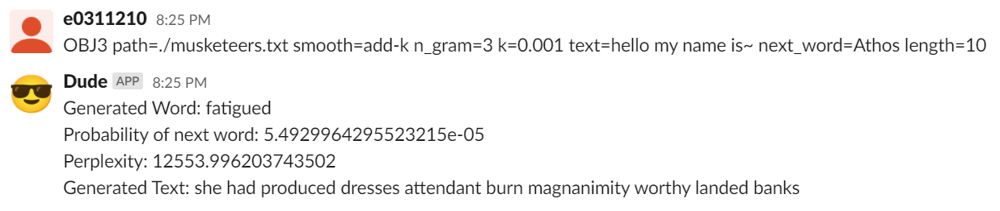 e0311210 8:25 PM
OBJ3 path=./musketeers.txt smooth=add-k n_gram=3 k=0.001 text=hello my name is~ next_word=Athos length=10
Dude APP 8:25 PM
Generated Word: fatigued
Probability of next word: 5.4929964295523215e-05
Perplexity: 12553.996203743502
Generated Text: she had produced dresses attendant burn magnanimity worthy landed banks